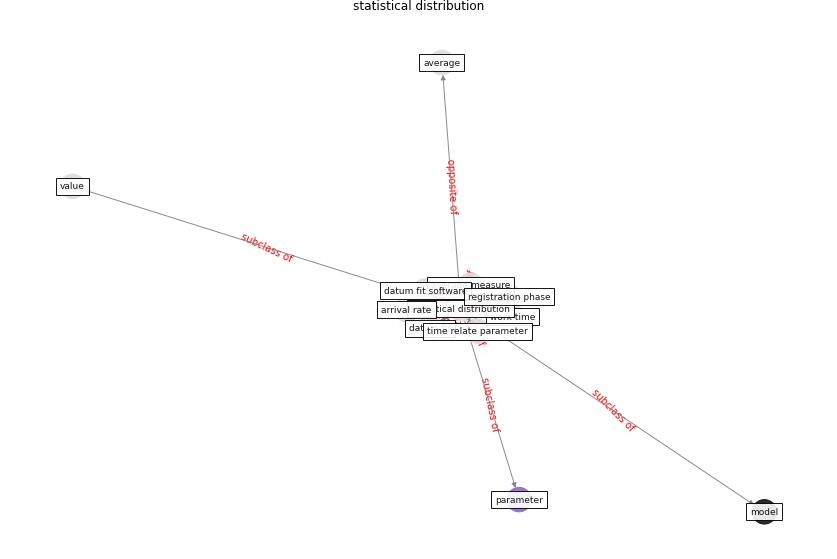 statistical distribution
average
opposite of
value
subclass of
measure
datum fit software
registration phase
arrival rate
tical distribution
time
dat
time relate parameter
subclass of
subclass of
parameter
model